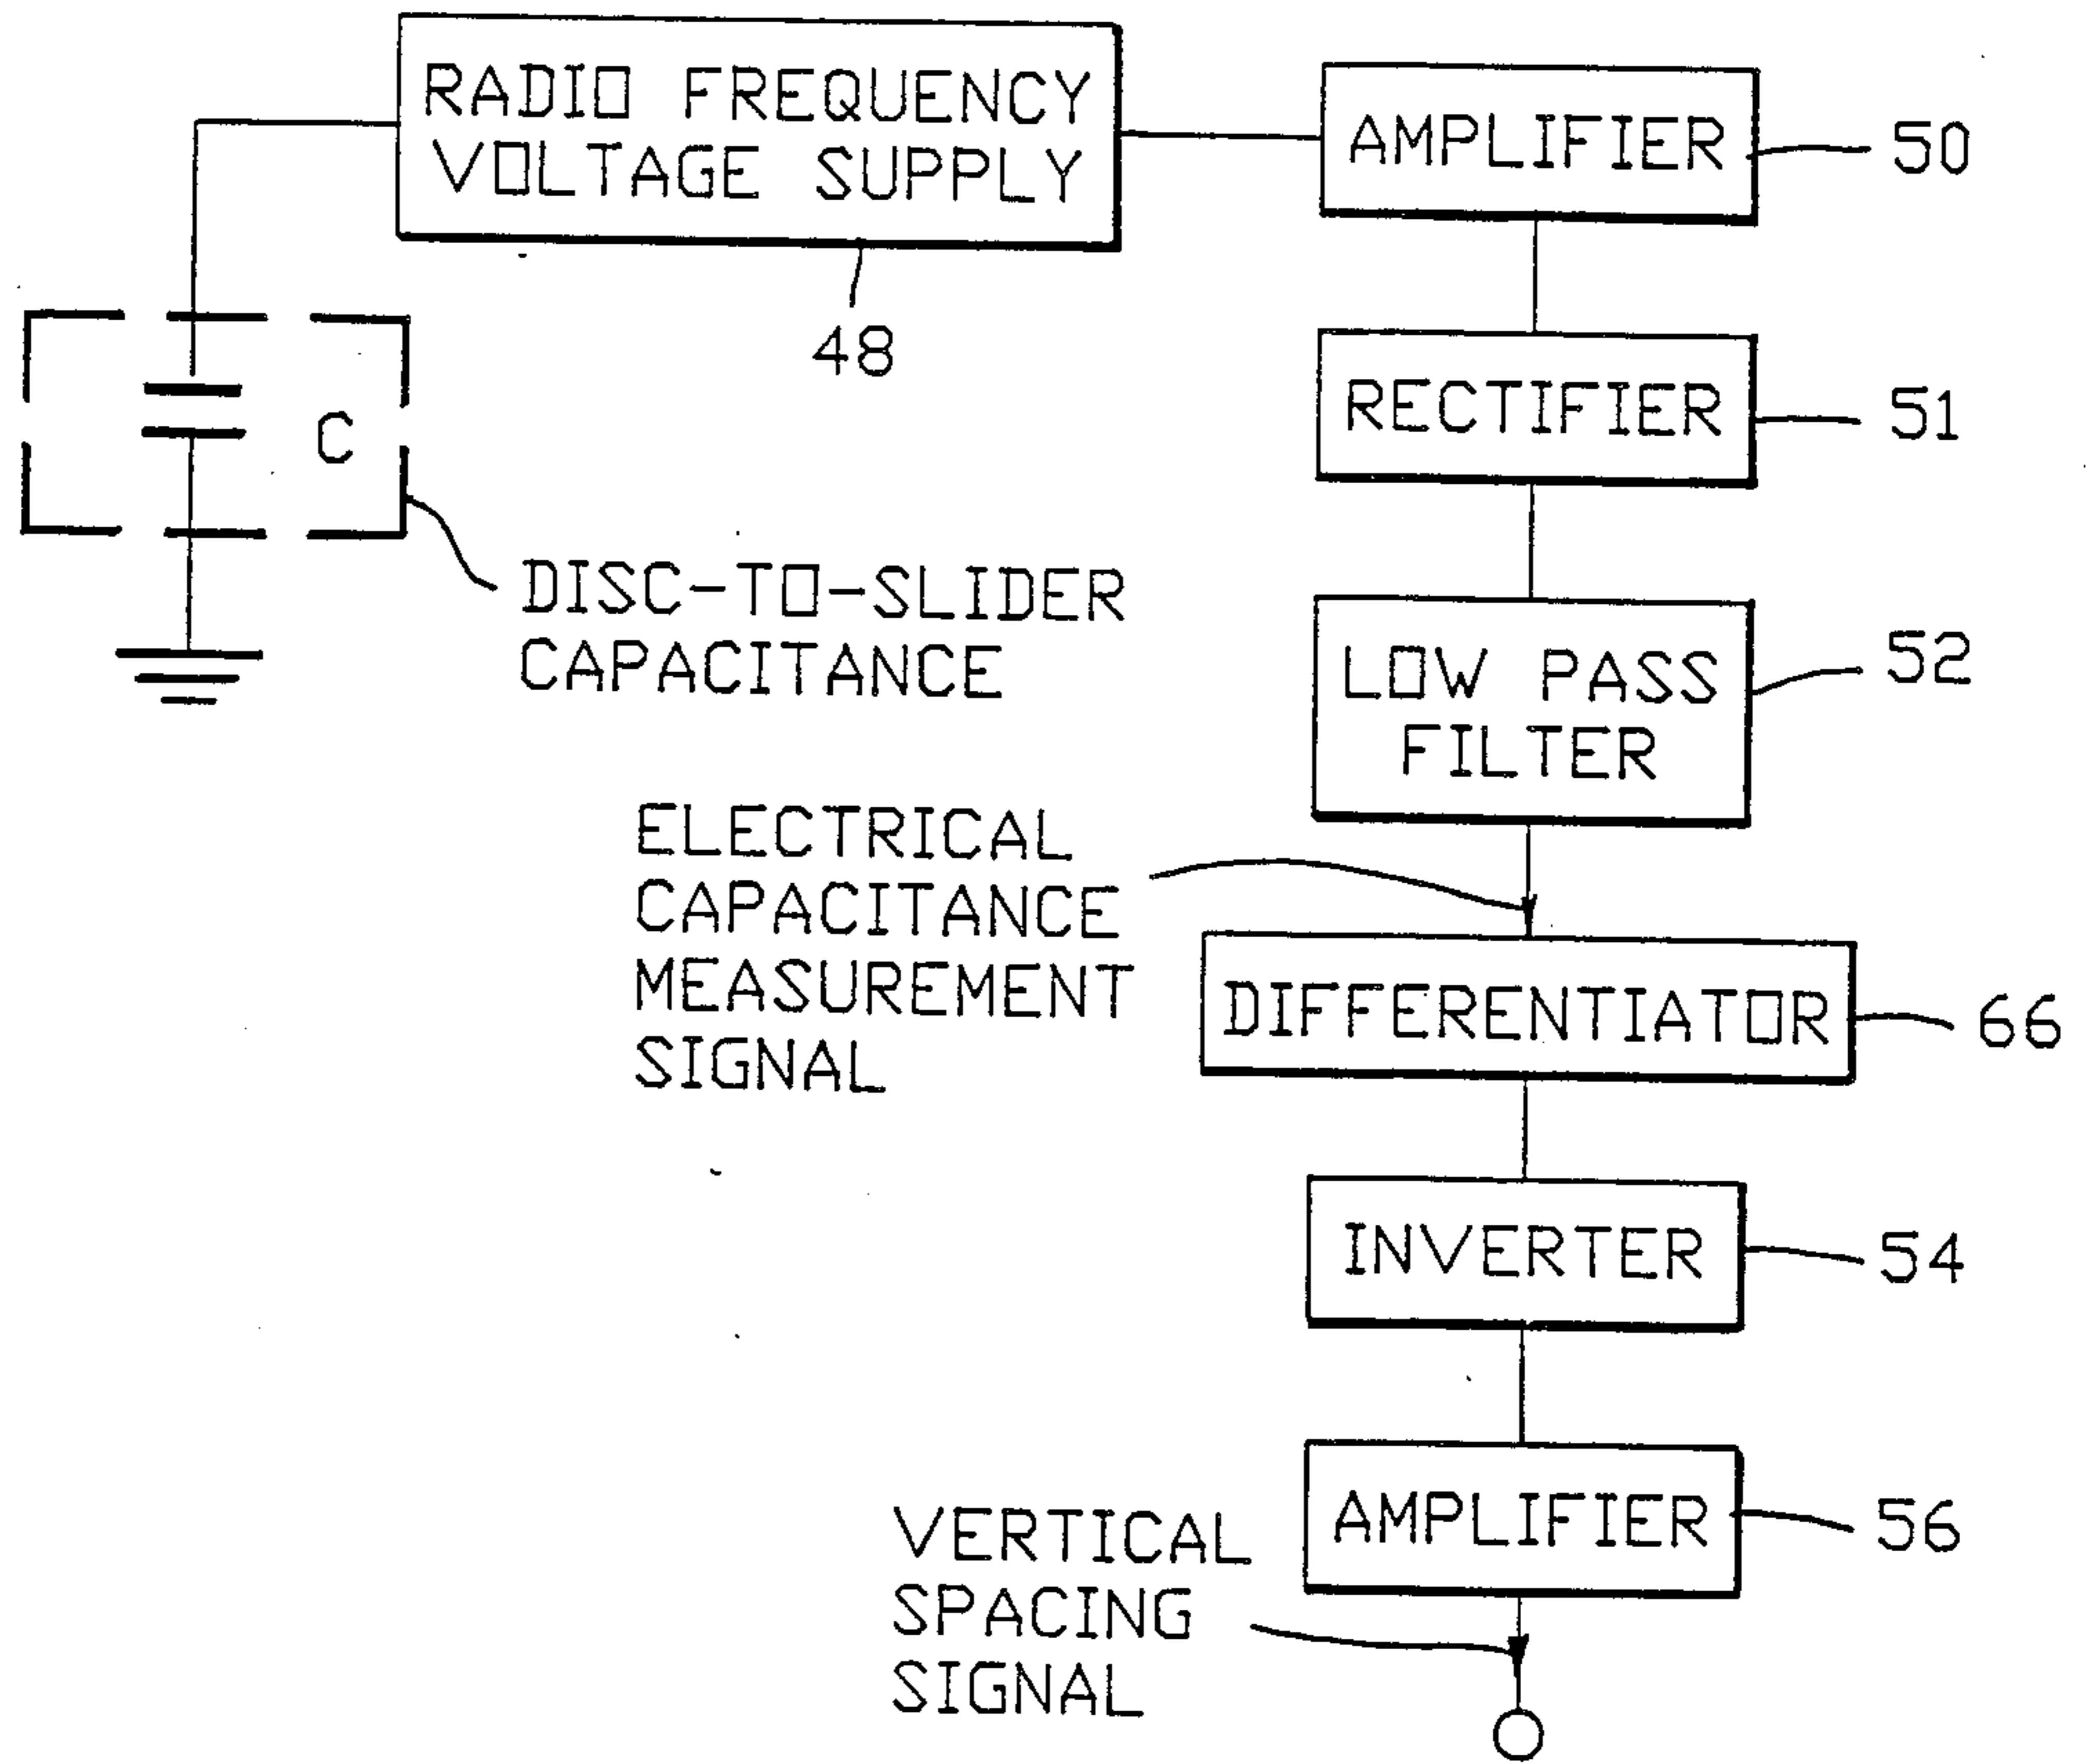 RADIO FREQUENCY
VOLTAGE SUPPLY
48
AMPLIFIER
50
RECTIFIER
51
C
DISC-TO-SLIDER
CAPACITANCE
LOW PASS
FILTER
52
ELECTRICAL
CAPACITANCE
MEASUREMENT
SIGNAL
DIFFERENTIATOR
66
INVERTER
54
AMPLIFIER
56
VERTICAL
SPACING
SIGNAL